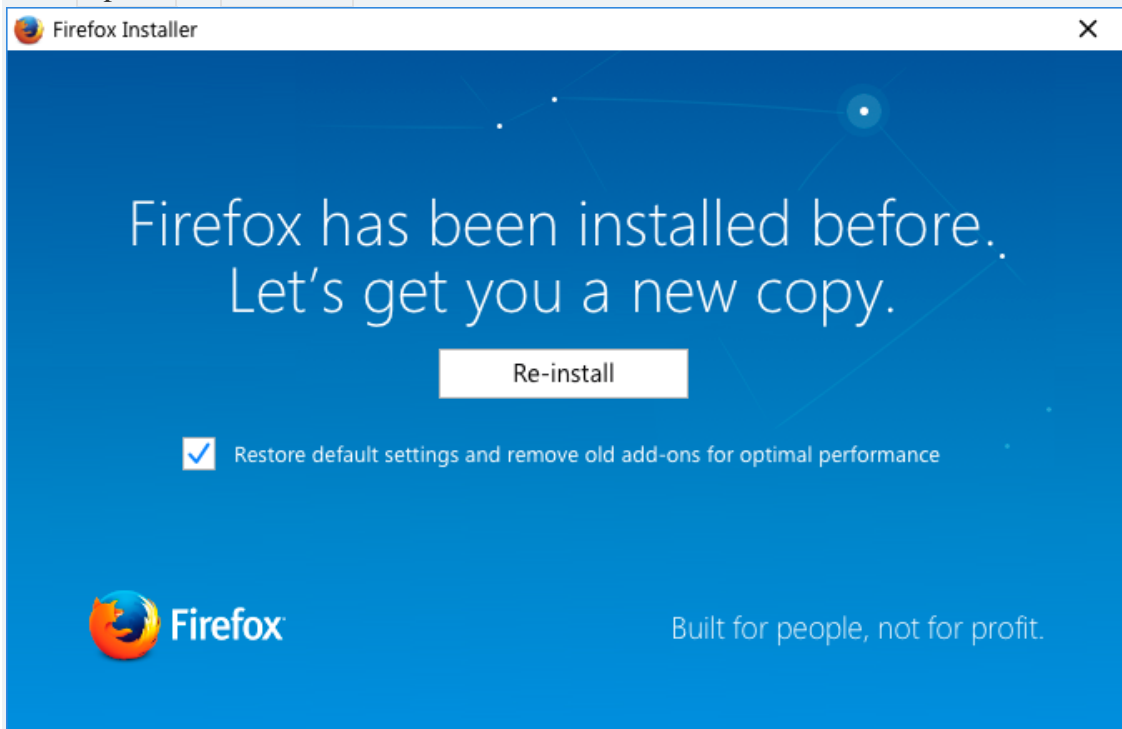 Firefox Installer
Firefox has been installed before.
Let's get you a new copy.
Re-install
Restore default settings and remove old add-ons for optimal performance
Firefox
Built for people, not for profit.